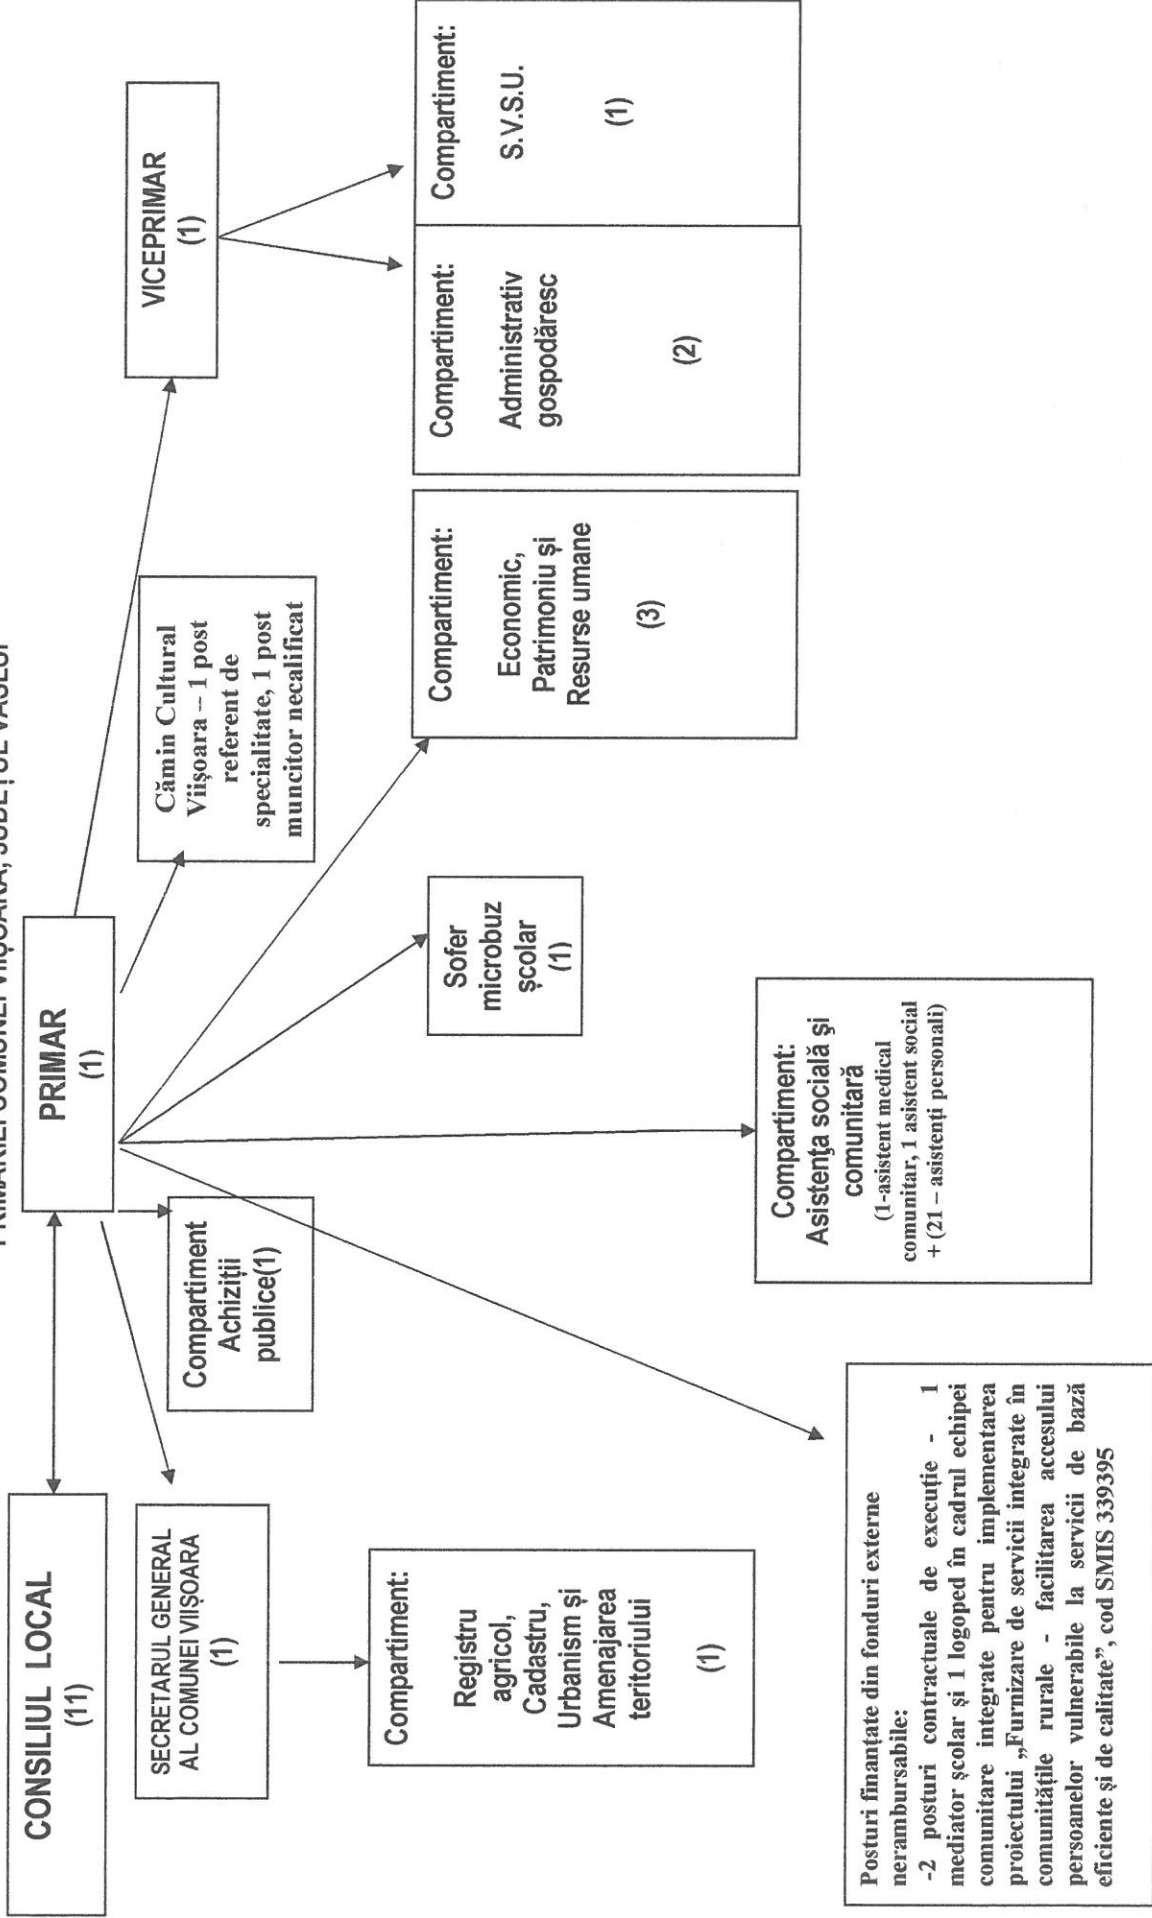 PRIMĂRIEI COMUNEI VIIȘOARA, JUDEȚUL VASLUI
CONSILIUL LOCAL
(11)
PRIMAR
(1)
VICEPRIMAR
(1)
SECRETARUL GENERAL
AL COMUNEI VIIȘOARA
(1)
Compartiment
Achiziții
publice(1)
Cămin Cultural
Viișoara – 1 post
referent de
specialitate, 1 post
muncitor necalificat
Compartiment:
Registru
agricol,
Cadastru,
Urbanism și
Amenajarea
teritoriului
(1)
Sofer
microbuz
școlar
(1)
Compartiment:
Economic,
Patrimoniu și
Resurse umane
(3)
Compartiment:
Administrativ
gospodăresc
(2)
Compartiment:
S.V.S.U.
(1)
Compartiment:
Asistența socială și
comunitară
(1-asistent medical
comunitar, 1 asistent social
+ (21 – asistenți personali)
Posturi finanțate din fonduri externe
nerambursabile:
-2 posturi contractuale de execuție - 1
mediator școlar și 1 logoped în cadrul echipei
comunitare integrate pentru implementarea
proiectului „Furnizare de servicii integrate în
comunitățile rurale - facilitarea accesului
persoanelor vulnerabile la servicii de bază
eficiente și de calitate”, cod SMIS 339395